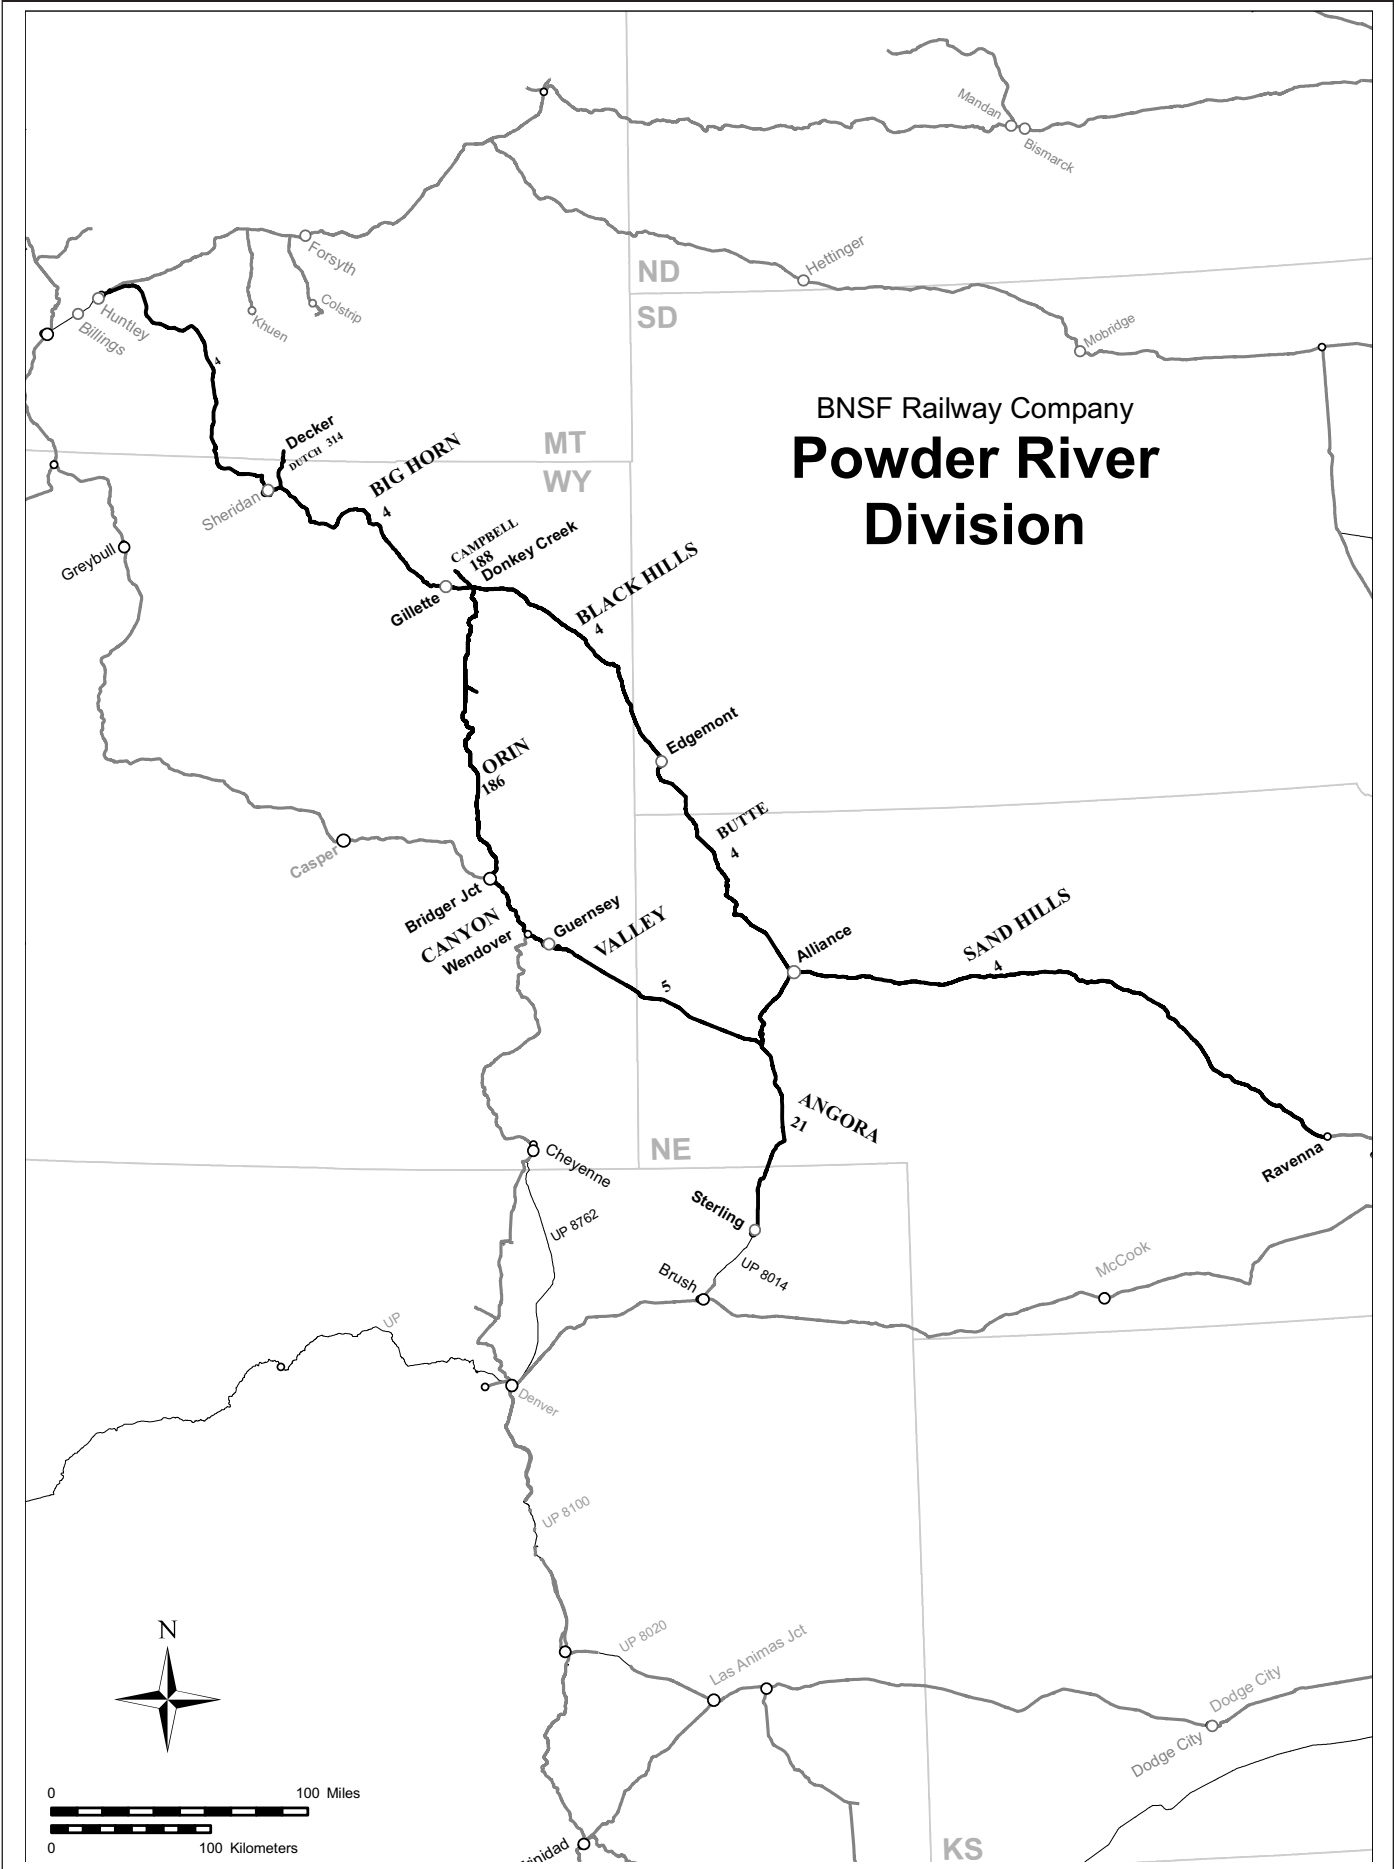 Mandan
Bismarck
Forsyth
Hettinger
ND
SD
Huntley
Billings
Khuen
Colstrip
Mobridge
4
BNSF Railway Company
Powder River
Division
Decker
DUTCH 314
MT
WY
BIG HORN
4
Sheridan
CAMPBELL
188
Donkey Creek
Greybull
Gillette
BLACK HILLS
4
Edgemont
ORIN
186
BUTTE
4
Casper
Bridger Jct
CANYON
Wendover
Guernsey
VALLEY
5
Alliance
SAND HILLS
4
ANGORA
21
NE
Cheyenne
Ravenna
Sterling
UP 8762
UP 8014
Brush
McCook
UP
Denver
UP 8100
N
UP 8020
Las Animas Jct
Dodge City
Dodge City
0 100 Miles
0 100 Kilometers
KS